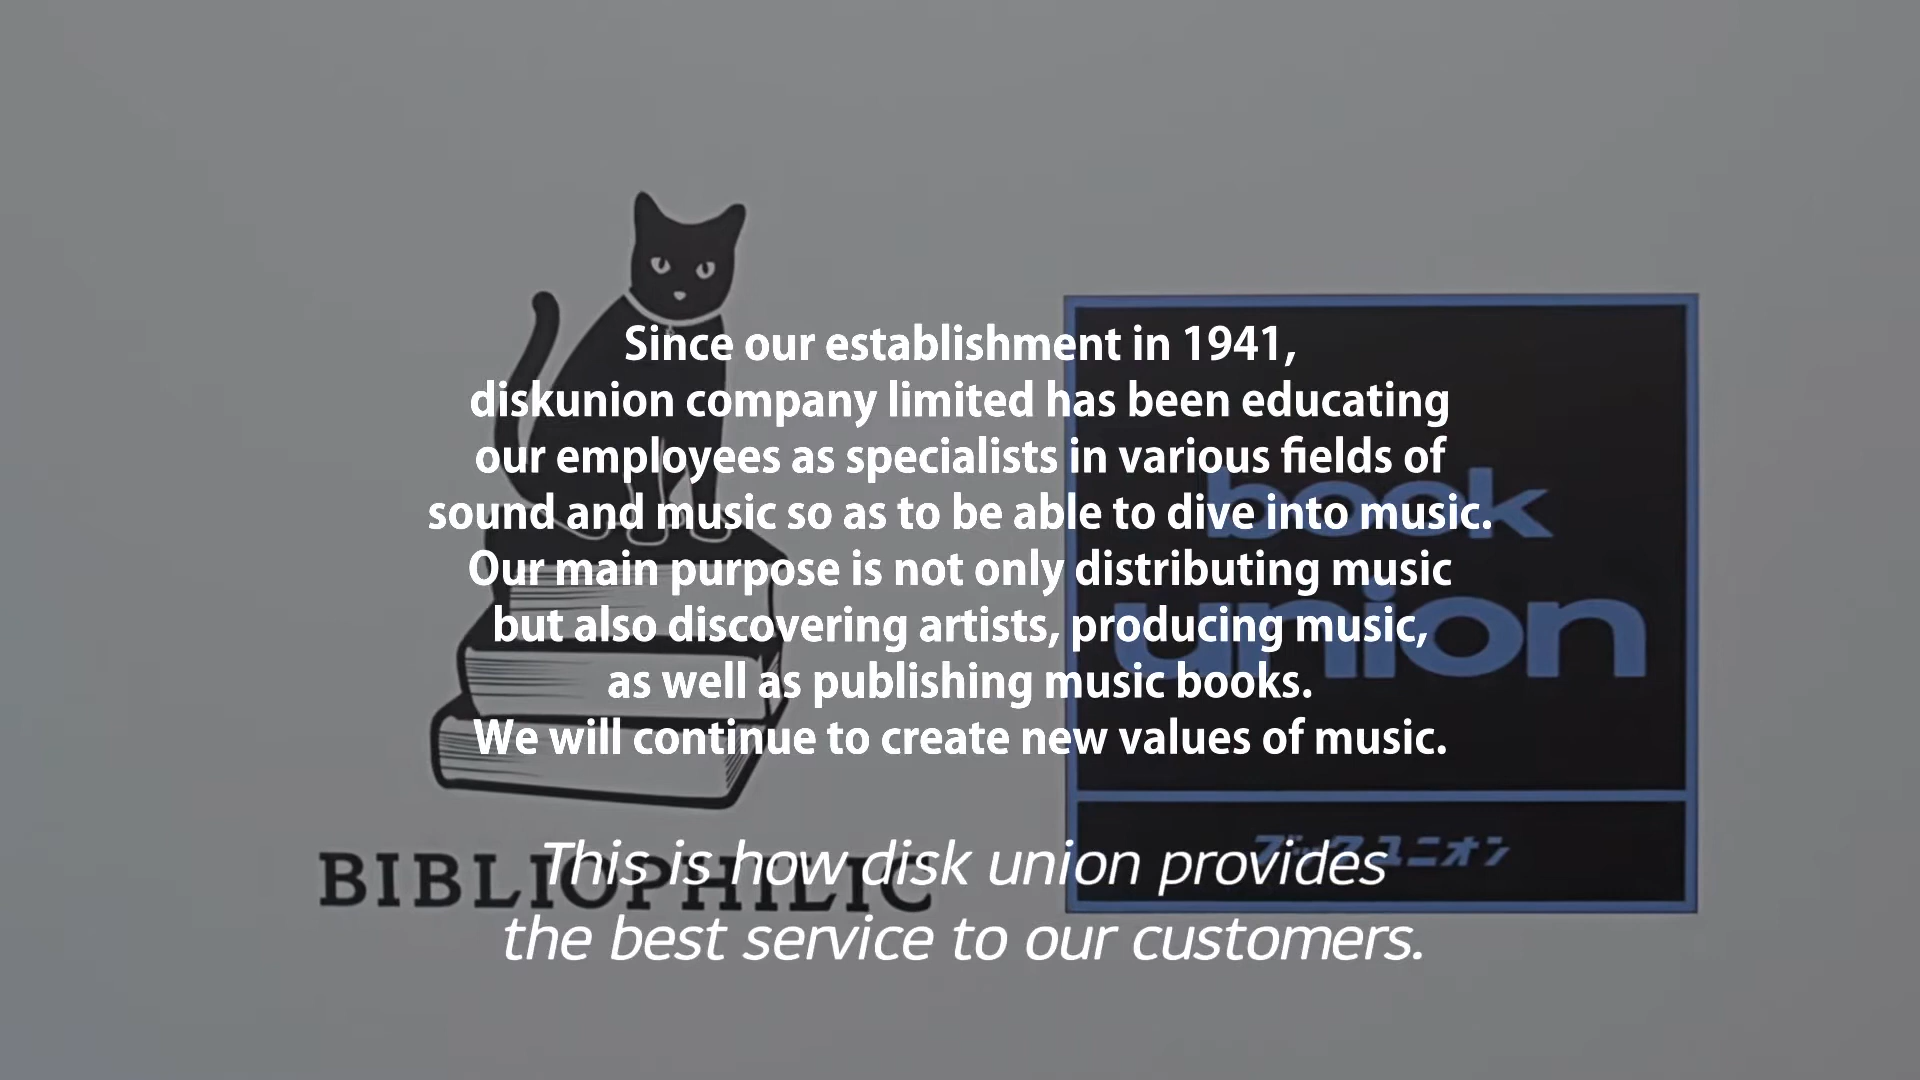 Since our establishment in 1941,
diskunion company limited has been educating
our employees as specialists in various fields of
sound and music so as to be able to dive into music.
Our main purpose is not only distributing music
but also discovering artists, producing music,
as well as publishing music books.
We will continue to create new values of music.
This is how disk union provides
the best service to our customers.
BIBLIOPHILIC
book
union
ブックユニオン